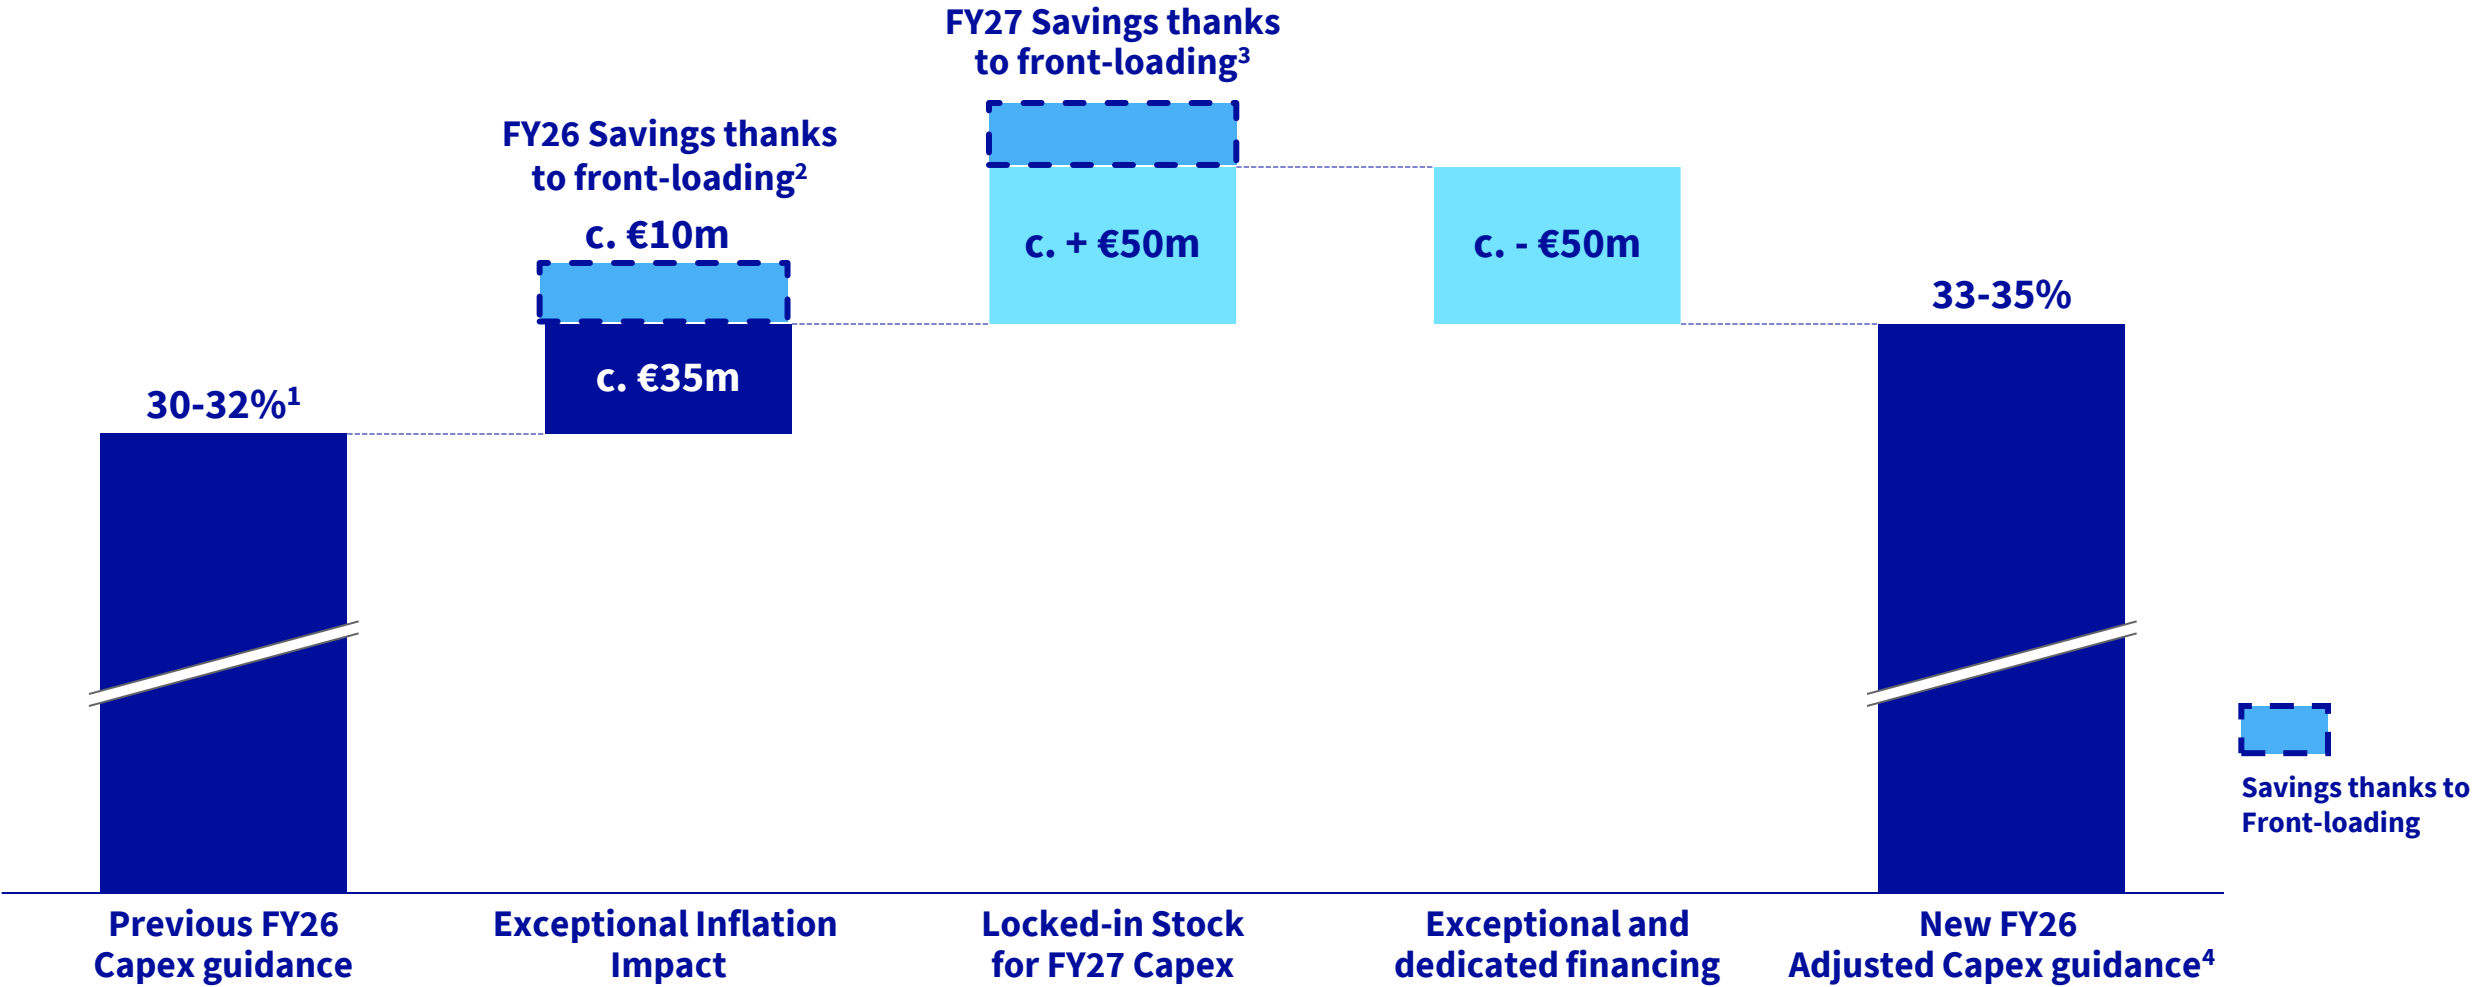 FY27 Savings thanks
to front-loading³
FY26 Savings thanks
to front-loading²
c. €10m
c. + €50m
c. - €50m
33-35%
c. €35m
30-32%¹
Savings thanks to
Front-loading
Previous FY26
Capex guidance
Exceptional Inflation
Impact
Locked-in Stock
for FY27 Capex
Exceptional and
dedicated financing
New FY26
Adjusted Capex guidance⁴